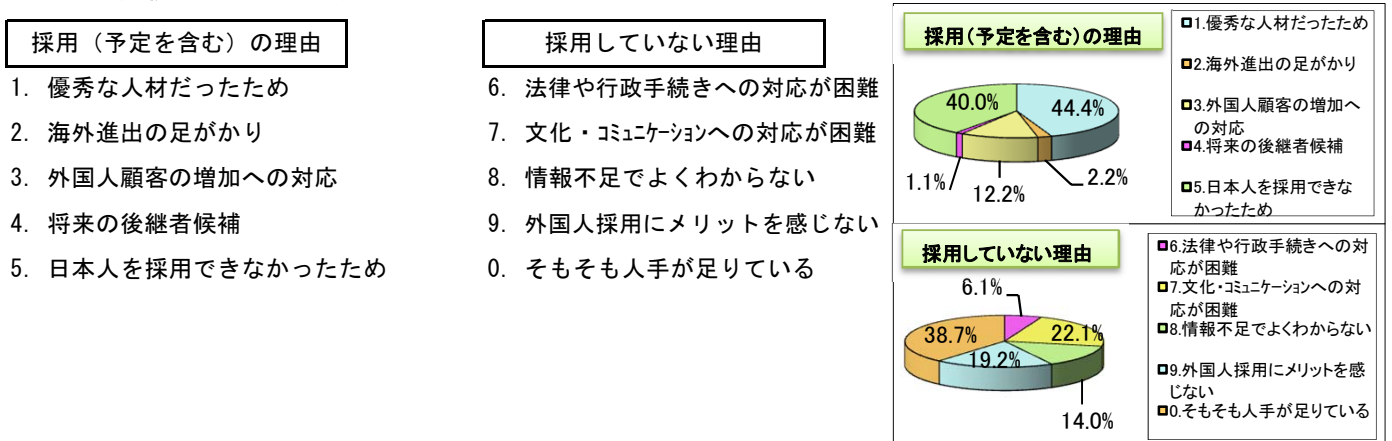 採用（予定を含む）の理由
1. 優秀な人材だったため
2. 海外進出の足がかり
3. 外国人顧客の増加への対応
4. 将来の後継者候補
5. 日本人を採用できなかったため
採用していない理由
6. 法律や行政手続きへの対応が困難
7. 文化・ｺﾐｭﾆｹｰｼｮﾝへの対応が困難
8. 情報不足でよくわからない
9. 外国人採用にメリットを感じない
0. そもそも人手が足りている
採用(予定を含む)の理由
40.0%
44.4%
1.1%
12.2%
2.2%
1.優秀な人材だったため
2.海外進出の足がかり
3.外国人顧客の増加へ
の対応
4.将来の後継者候補
5.日本人を採用できな
かったため
採用していない理由
6.1%
38.7%
22.1%
19.2%
14.0%
6.法律や行政手続きへの対
応が困難
7.文化・ｺﾐｭﾆｹｰｼｮﾝへの対
応が困難
8.情報不足でよくわからない
9.外国人採用にﾒﾘｯﾄを感
じない
0.そもそも人手が足りている